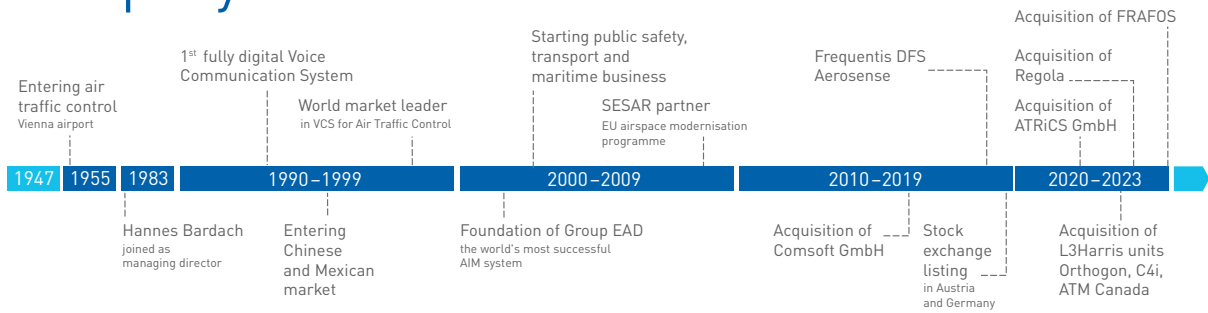 Acquisition of FRAFOS
Starting public safety,
transport and
maritime business
1st fully digital Voice
Communication System
Frequentis DFS
Aerosense
Acquisition of
Regola
Entering air
traffic control
Vienna airport
World market leader
in VCS for Air Traffic Control
SESAR partner
EU airspace modernisation
programme
Acquisition of
ATRiCS GmbH
1947
1955
1983
1990–1999
2000–2009
2010–2019
2020–2023
Hannes Bardach
joined as
managing director
Entering
Chinese
and Mexican
market
Foundation of Group EAD
the world's most successful
AIM system
Acquisition of
Comsoft GmbH
Stock
exchange
listing
in Austria
and Germany
Acquisition of
L3Harris units
Orthogon, C4i,
ATM Canada